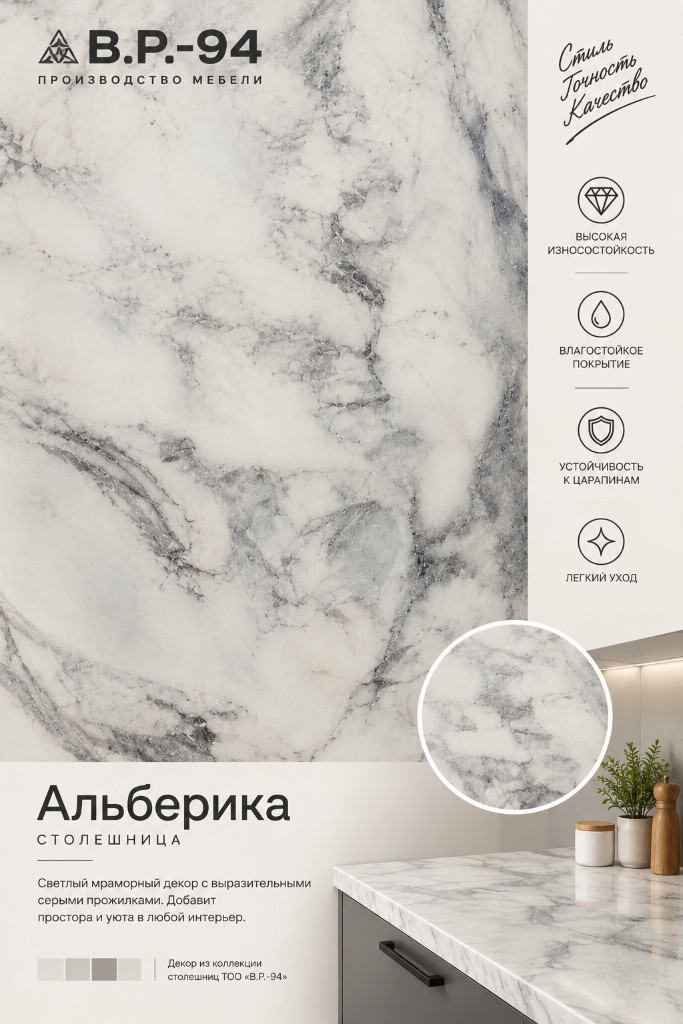 В.Р.-94
ПРОИЗВОДСТВО МЕБЕЛИ
Стиль
Точность
Качество
ВЫСОКАЯ
ИЗНОСОСТОЙКОСТЬ
ВЛАГОСТОЙКОЕ
ПОКРЫТИЕ
УСТОЙЧИВОСТЬ
К ЦАРАПИНАМ
ЛЕГКИЙ УХОД
Альберика
СТОЛЕШНИЦА
Светлый мраморный декор с выразительными
серыми прожилками. Добавит
простора и уюта в любой интерьер.
Декор из коллекции
столешниц ТОО «В.Р.-94»